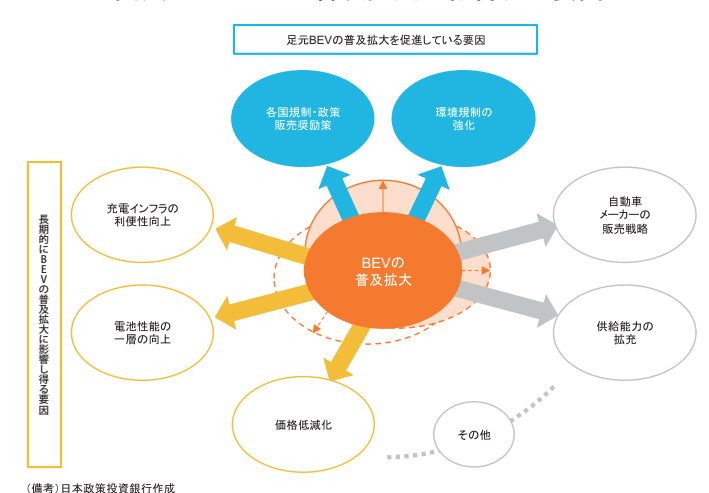 足元BEVの普及拡大を促進している要因
各国規制・政策
販売奨励策
環境規制の
強化
充電インフラの
利便性向上
自動車
メーカーの
販売戦略
長期的にBEVの普及拡大に影響し得る要因
BEVの
普及拡大
電池性能の
一層の向上
供給能力の
拡充
価格低減化
その他
（備考）日本政策投資銀行作成